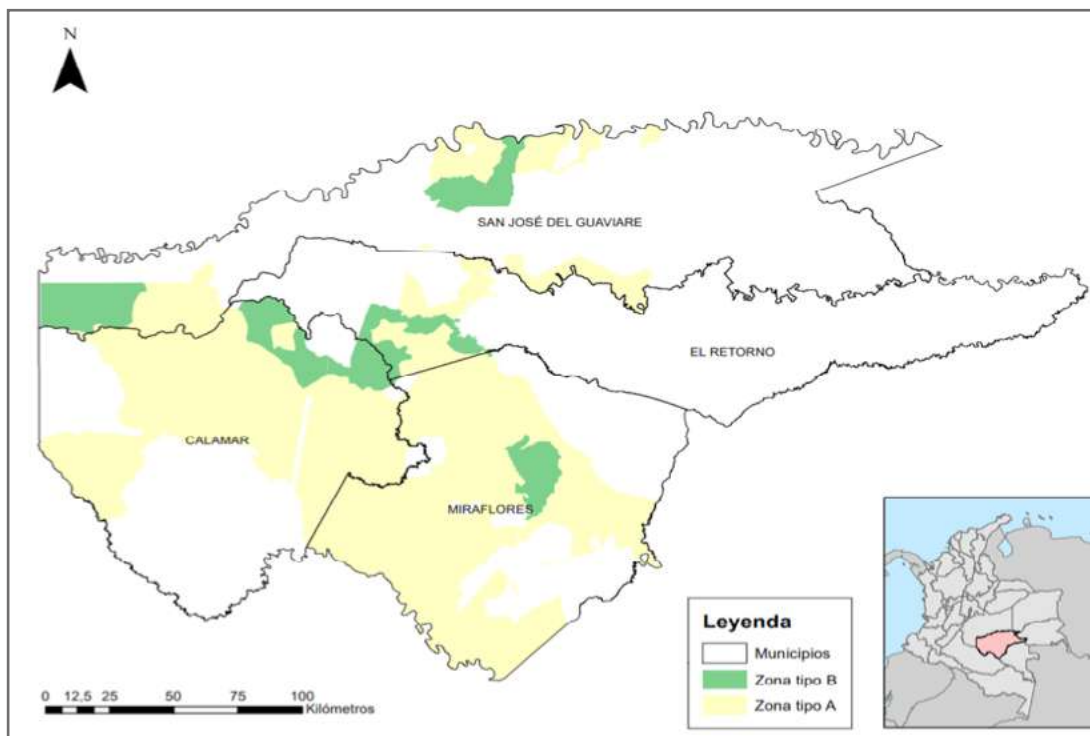 N
SAN JOSÉ DEL GUAVIARE
EL RETORNO
CALAMAR
MIRAFLORES
Leyenda
Municipios
Zona tipo B
Zona tipo A
0 12,5 25 50 75 100
Kilómetros